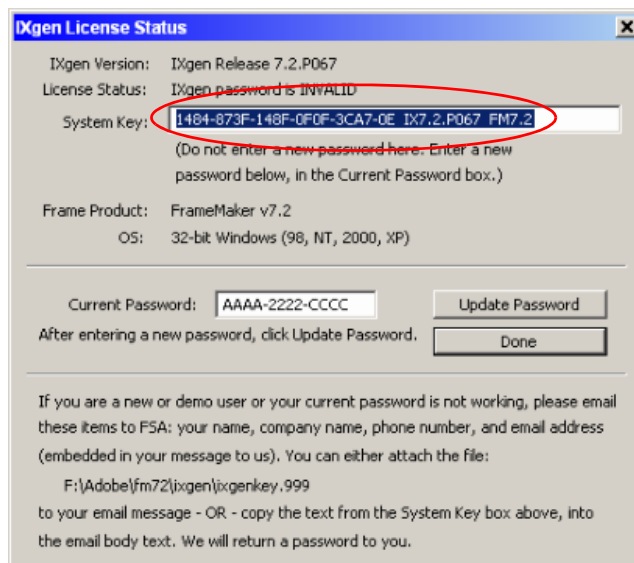 IXgen License Status
IXgen Version: IXgen Release 7.2.P067
License Status: IXgen password is INVALID
System Key: 1484-873F-148F-0F0F-3CA7-0E IX7.2.P067 FM7.2
(Do not enter a new password here. Enter a new
password below, in the Current Password box.)
Frame Product: FrameMaker v7.2
OS: 32-bit Windows (98, NT, 2000, XP)
Current Password: AAAA-2222-CCCC Update Password
After entering a new password, click Update Password. Done
If you are a new or demo user or your current password is not working, please email
these items to FSA: your name, company name, phone number, and email address
(embedded in your message to us). You can either attach the file:
F:\Adobe\fm72\ixgen\ixgenkey.999
to your email message - OR - copy the text from the System Key box above, into
the email body text. We will return a password to you.